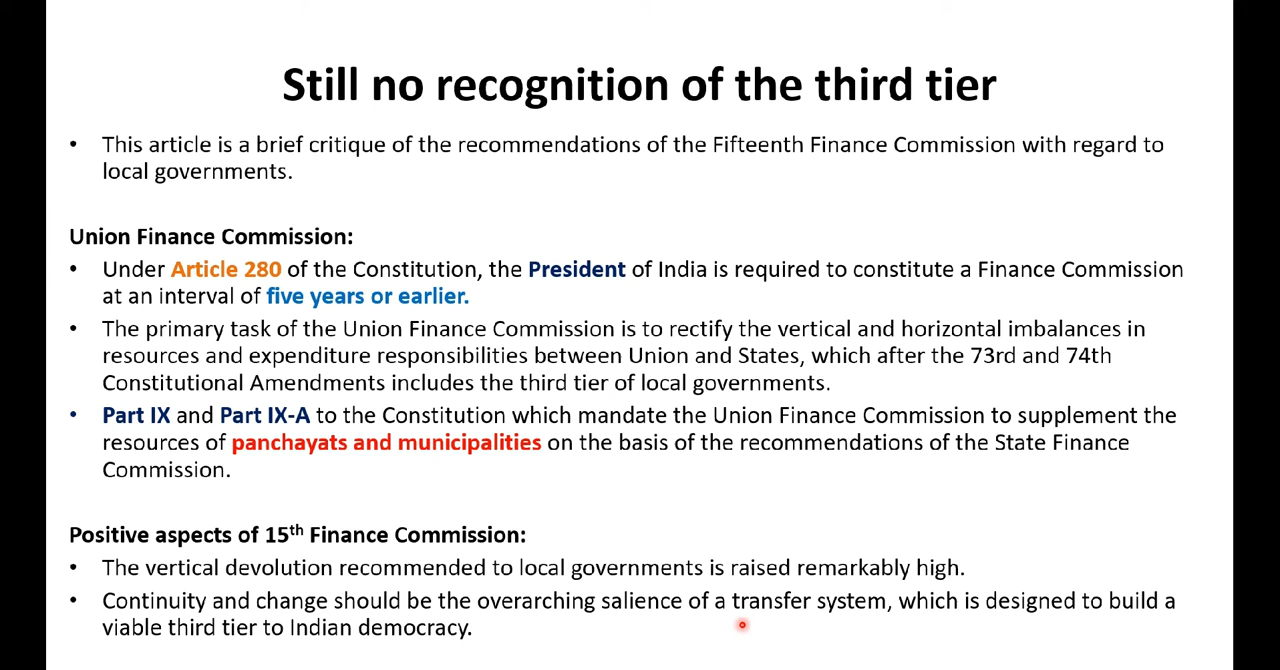 Still no recognition of the third tier
• This article is a brief critique of the recommendations of the Fifteenth Finance Commission with regard to
local governments.
Union Finance Commission:
• Under Article 280 of the Constitution, the President of India is required to constitute a Finance Commission
at an interval of five years or earlier.
• The primary task of the Union Finance Commission is to rectify the vertical and horizontal imbalances in
resources and expenditure responsibilities between Union and States, which after the 73rd and 74th
Constitutional Amendments includes the third tier of local governments.
• Part IX and Part IX-A to the Constitution which mandate the Union Finance Commission to supplement the
resources of panchayats and municipalities on the basis of the recommendations of the State Finance
Commission.
Positive aspects of 15th Finance Commission:
• The vertical devolution recommended to local governments is raised remarkably high.
• Continuity and change should be the overarching salience of a transfer system, which is designed to build a
viable third tier to Indian democracy.